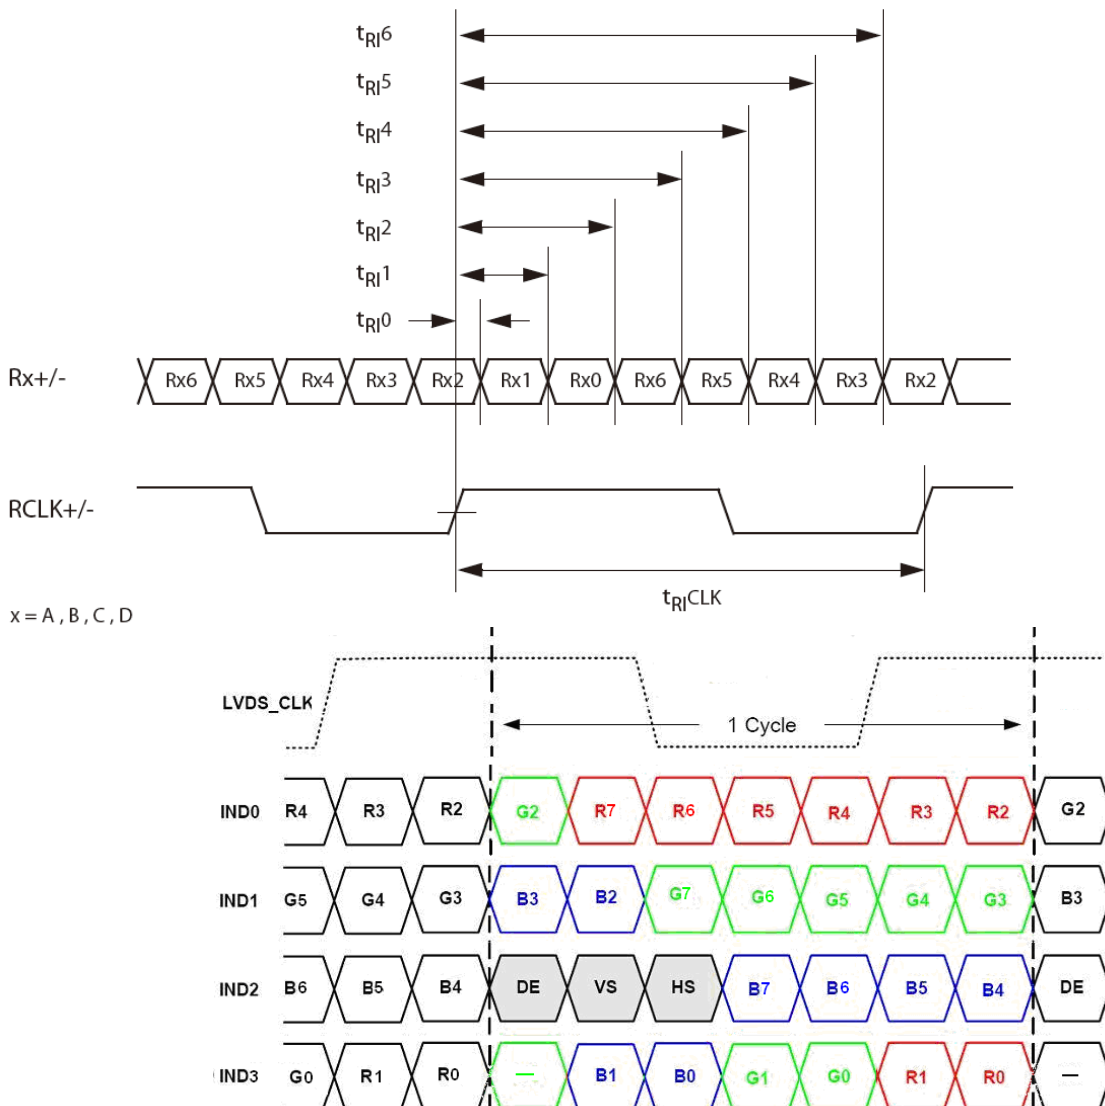 tRI6
tRI5
tRI4
tRI3
tRI2
tRI1
tRI0
Rx+/- Rx6 Rx5 Rx4 Rx3 Rx2 Rx1 Rx0 Rx6 Rx5 Rx4 Rx3 Rx2
RCLK+/-
tRICLK
x = A , B , C , D
LVDS_CLK 1 Cycle
IND0 R4 R3 R2 G2 R7 R6 R5 R4 R3 R2 G2
IND1 G5 G4 G3 B3 B2 G7 G6 G5 G4 G3 B3
IND2 B6 B5 B4 DE VS HS B7 B6 B5 B4 DE
IND3 G0 R1 R0 — B1 B0 G1 G0 R1 R0 —